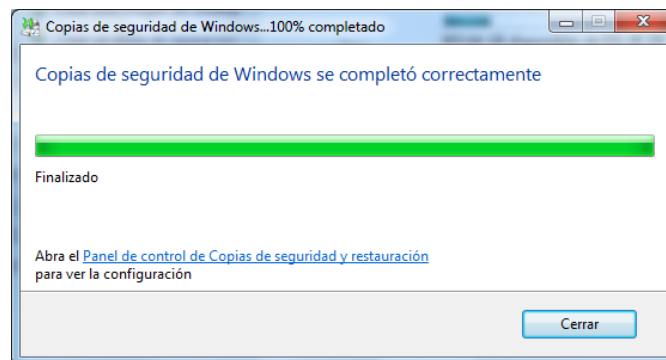 Copias de seguridad de Windows...100% completado
Copias de seguridad de Windows se completó correctamente
Finalizado
Abra el Panel de control de Copias de seguridad y restauración
para ver la configuración
Cerrar